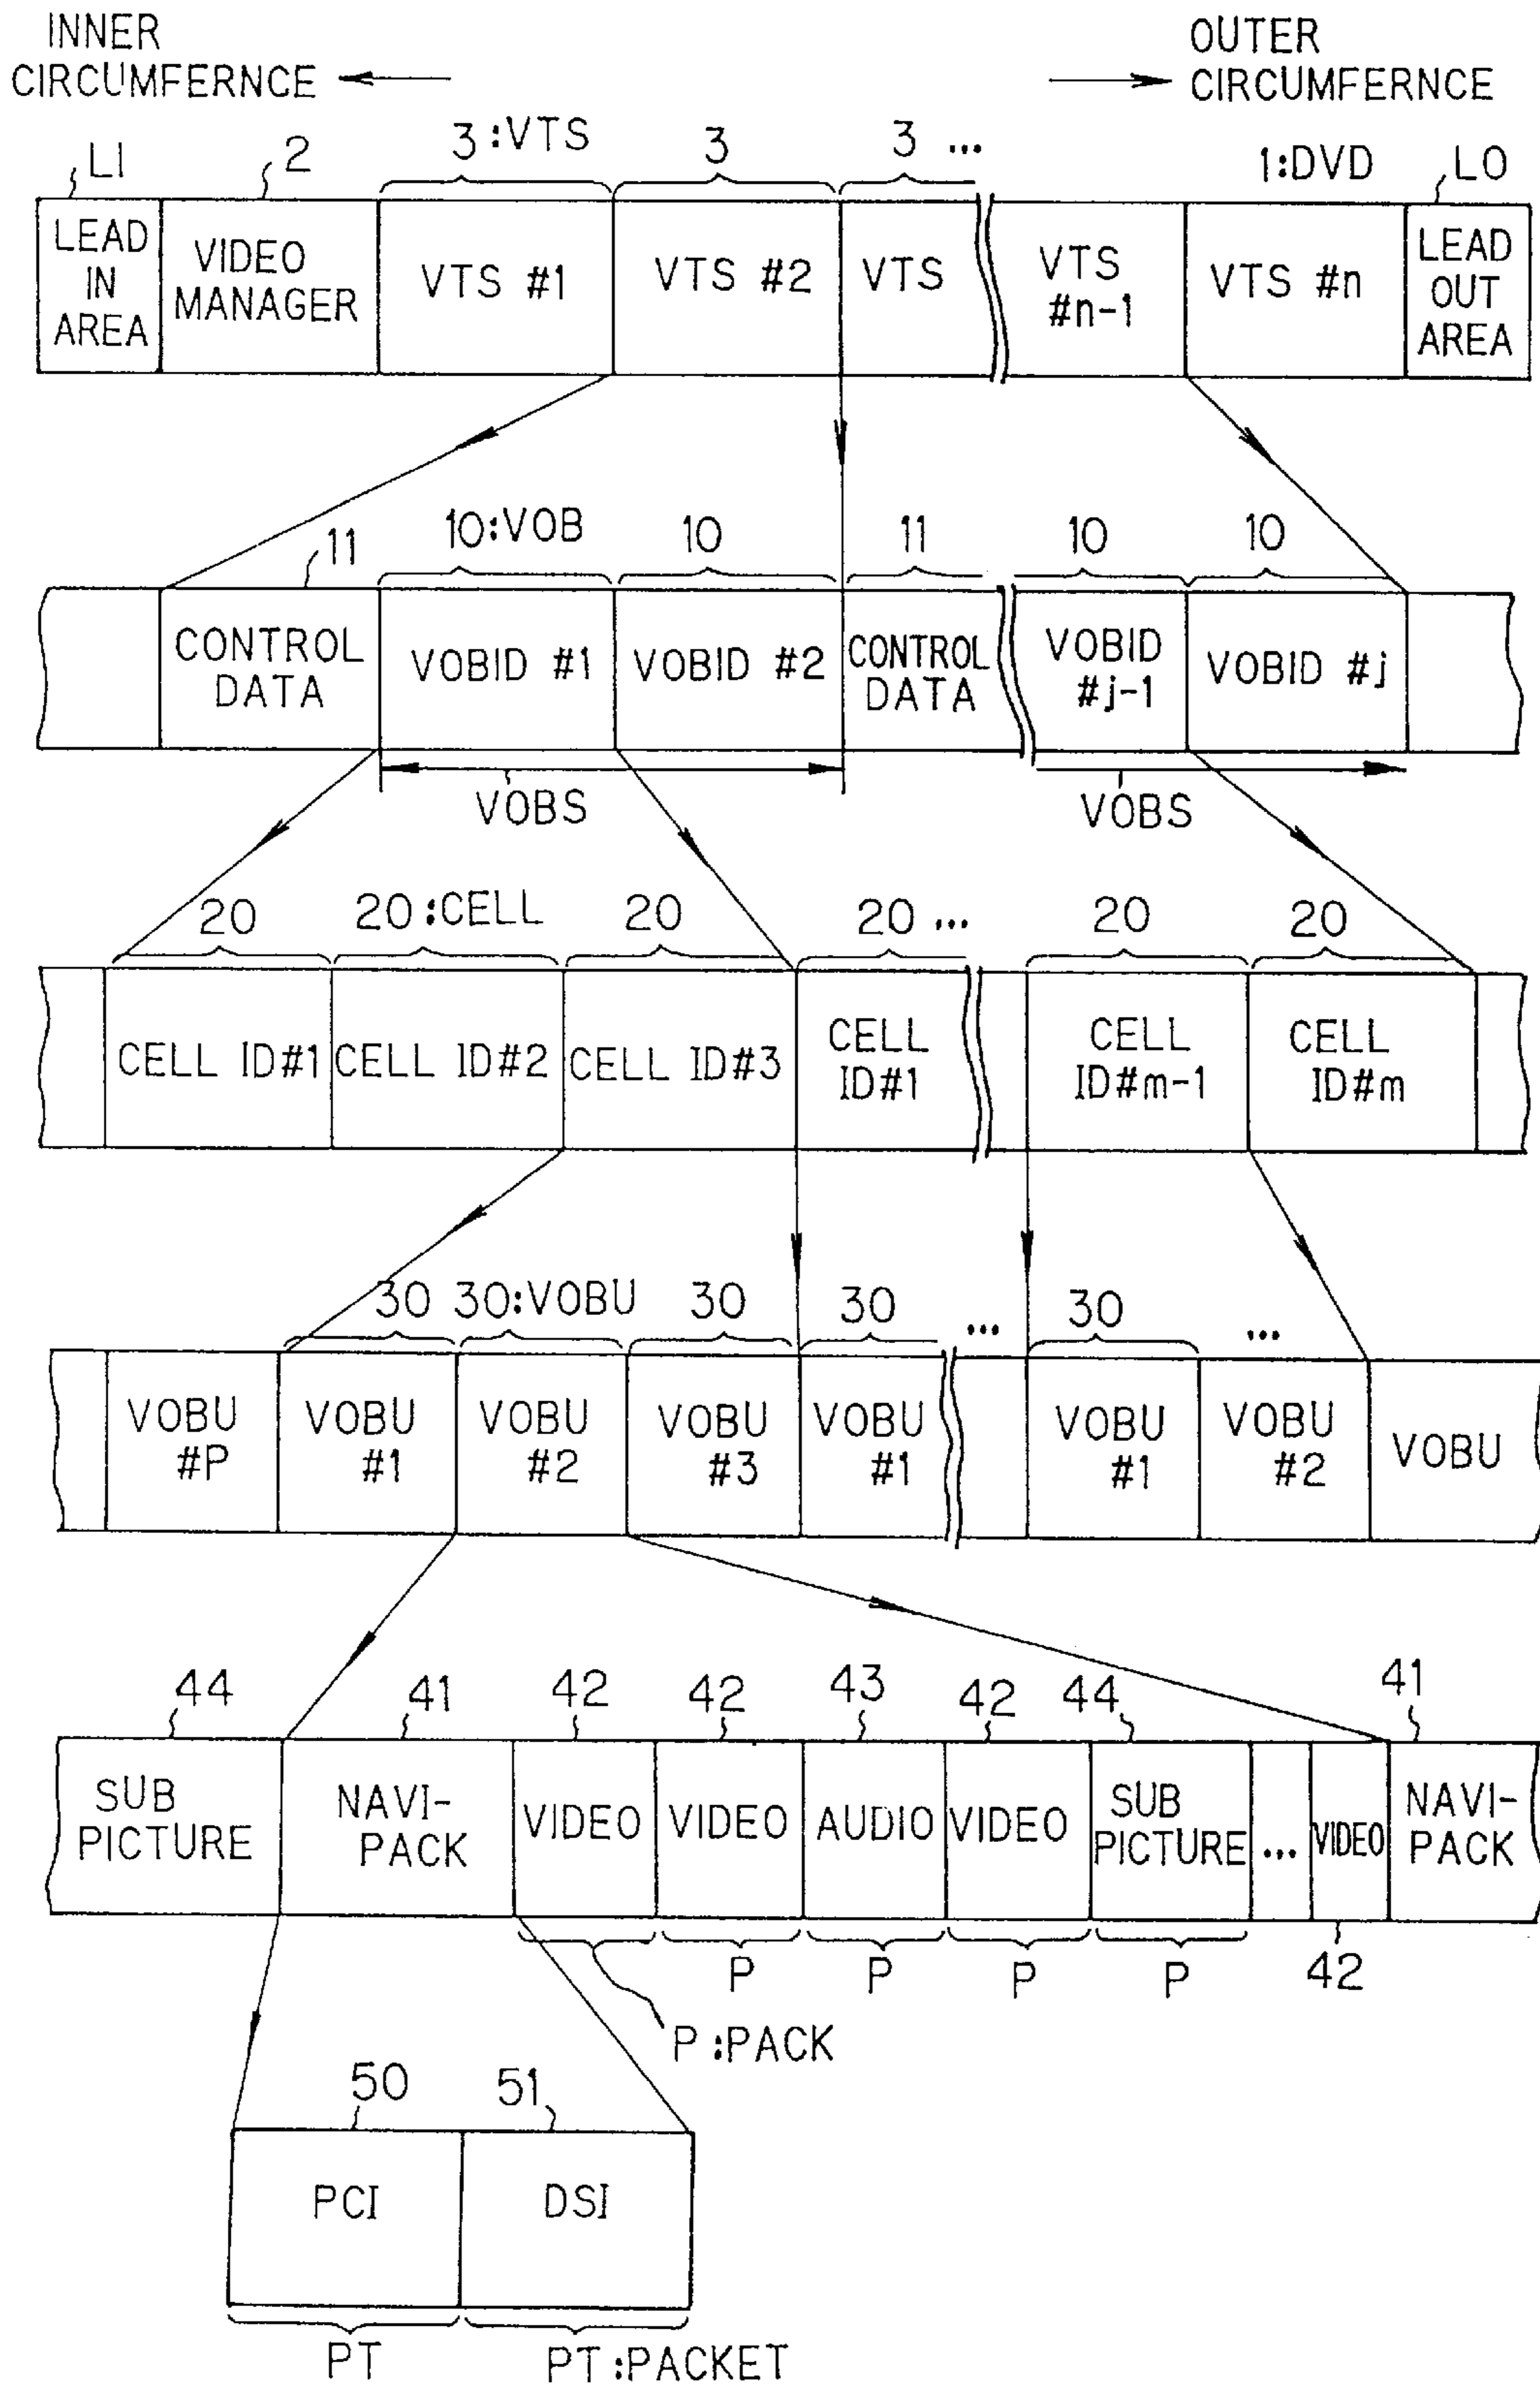 INNER
CIRCUMFERNCE
OUTER
CIRCUMFERNCE
LI
2
3:VTS
3
3 ...
1:DVD
LO
LEAD
IN
AREA
VIDEO
MANAGER
VTS #1
VTS #2
VTS
VTS
#n-1
VTS #n
LEAD
OUT
AREA
11
10:VOB
10
11
10
10
CONTROL
DATA
VOBID #1
VOBID #2
CONTROL
DATA
VOBID
#j-1
VOBID #j
VOBS
VOBS
20
20:CELL
20
20 ...
20
20
CELL ID#1
CELL ID#2
CELL ID#3
CELL
ID#1
CELL
ID#m-1
CELL
ID#m
30
30:VOBU
30
30
...
30
...
VOBU
#P
VOBU
#1
VOBU
#2
VOBU
#3
VOBU
#1
VOBU
#1
VOBU
#2
VOBU
44
41
42
42
43
42
44
41
SUB
PICTURE
NAVI-
PACK
VIDEO
VIDEO
AUDIO
VIDEO
SUB
PICTURE
...
VIDEO
NAVI-
PACK
P
P
P
P
42
P:PACK
50
51
PCI
DSI
PT
PT:PACKET